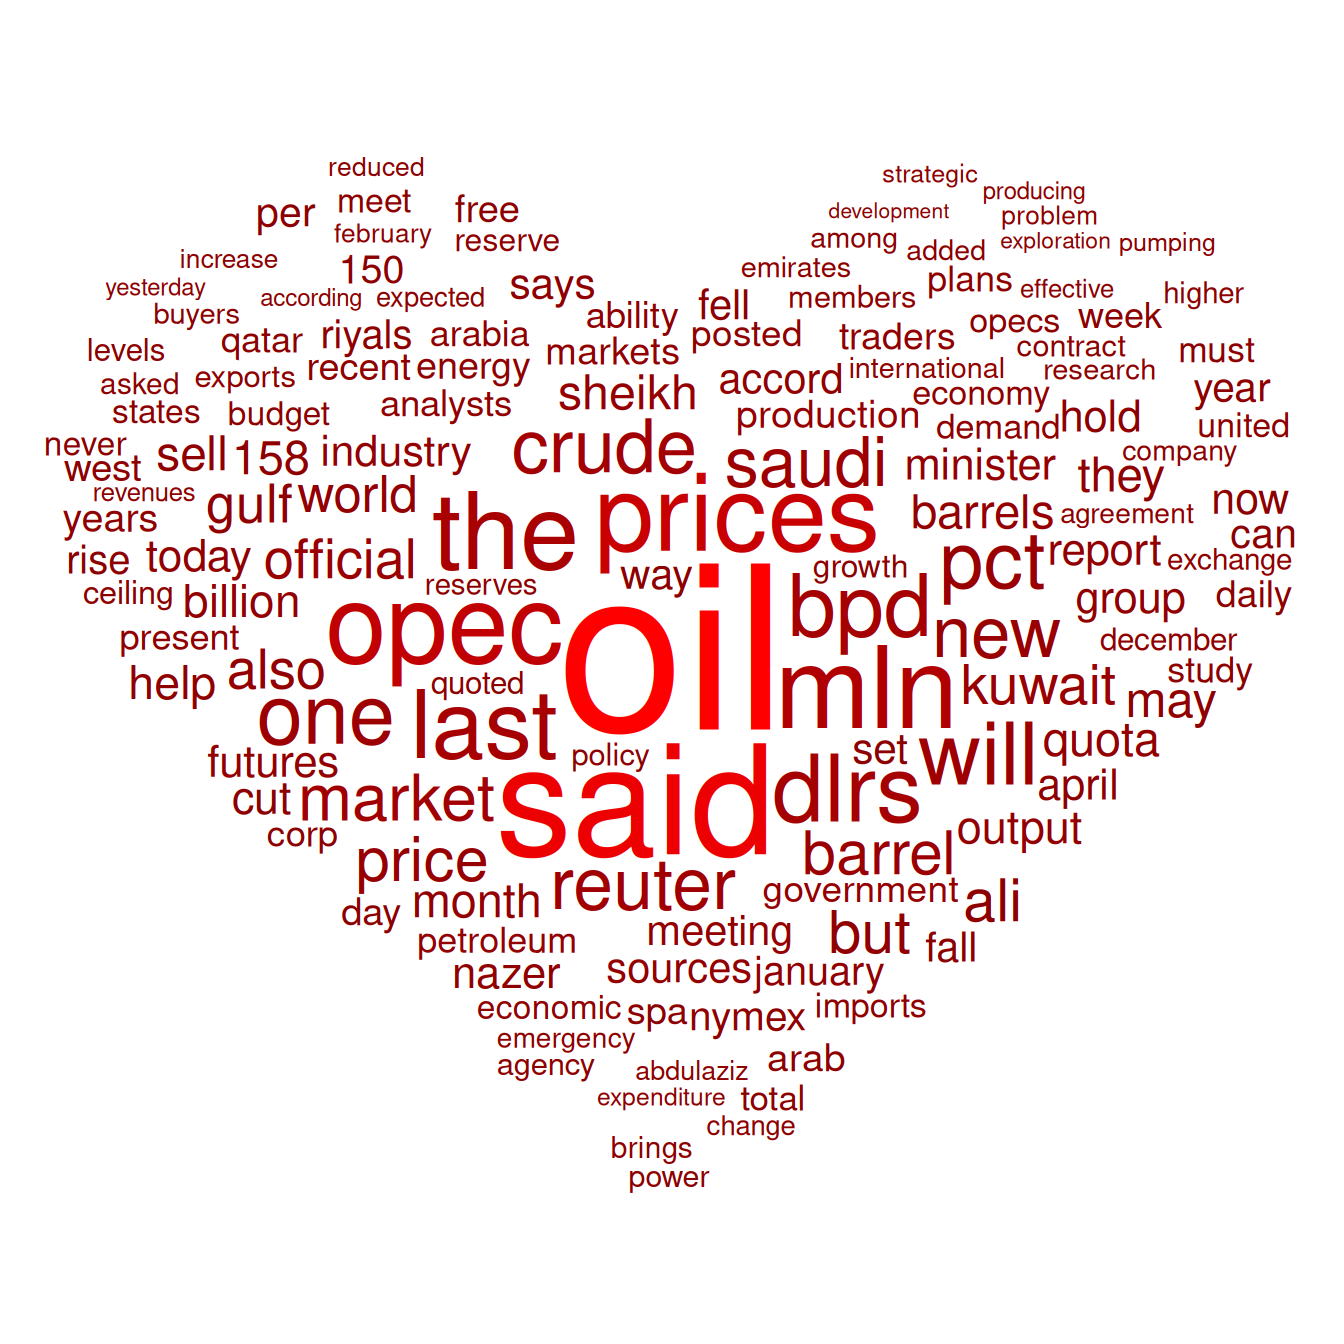 reduced
strategic
producing
per
meet
free
development
problem
february
reserve
among
added
exploration
pumping
increase
150
says
emirates
plans
yesterday
according
expected
fell
members
effective
higher
buyers
qatar
riyals
arabia
ability
posted
traders
opecs
week
levels
recent
energy
markets
contract
must
asked
exports
sheikh
accord
international
research
year
states
budget
analysts
production
economy
demand
hold
united
never
sell
158
industry
crude
saudi
minister
company
west
they
revenues
gulf
world
the
prices
barrels
agreement
now
years
can
rise
today
official
way
growth
pct
report
exchange
ceiling
billion
reserves
opec
oil
bpd
new
group
daily
present
december
help
also
quoted
mln
kuwait
study
may
one
last
futures
policy
set
will
quota
cut
market
said
dlrs
april
corp
price
barrel
output
day
month
reuter
government
ali
petroleum
meeting
but
fall
nazer
sources
january
economic
spa
nymex
imports
emergency
agency
abdulaziz
arab
expenditure
total
change
brings
power